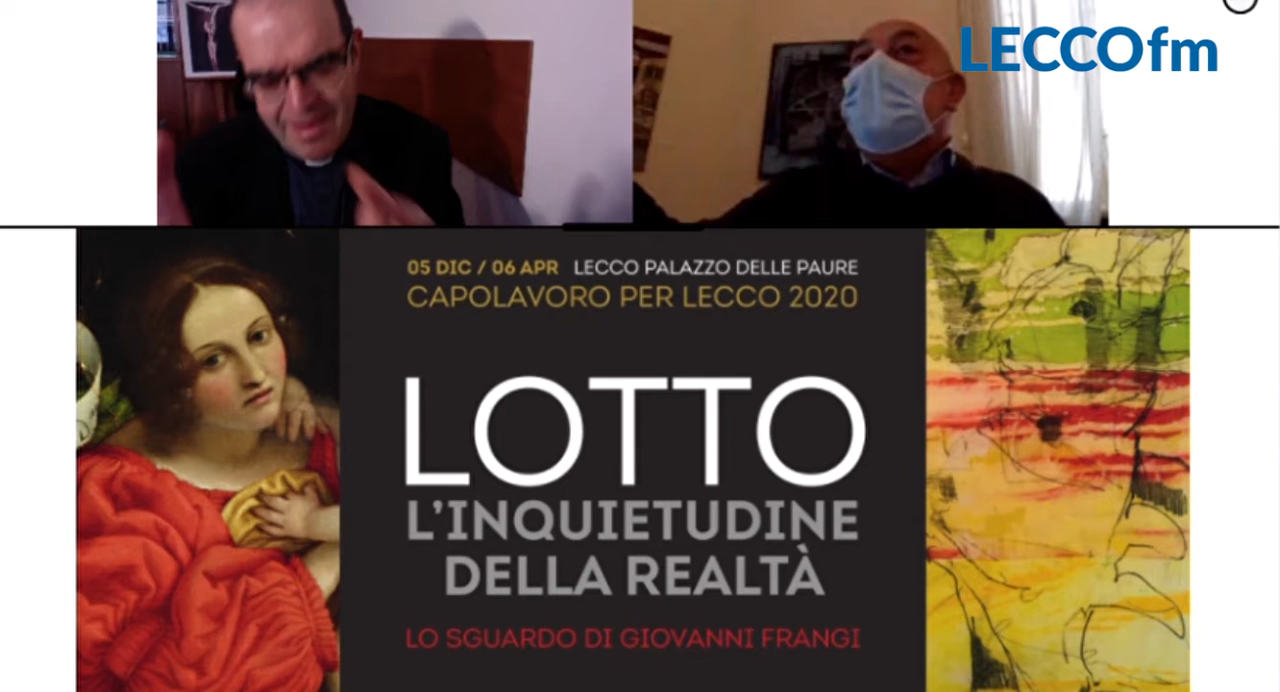 LECCOfm
05 DIC / 06 APR LECCO PALAZZO DELLE PAURE
CAPOLAVORO PER LECCO 2020
LOTTO
L'INQUIETUDINE
DELLA REALTÀ
LO SGUARDO DI GIOVANNI FRANGI